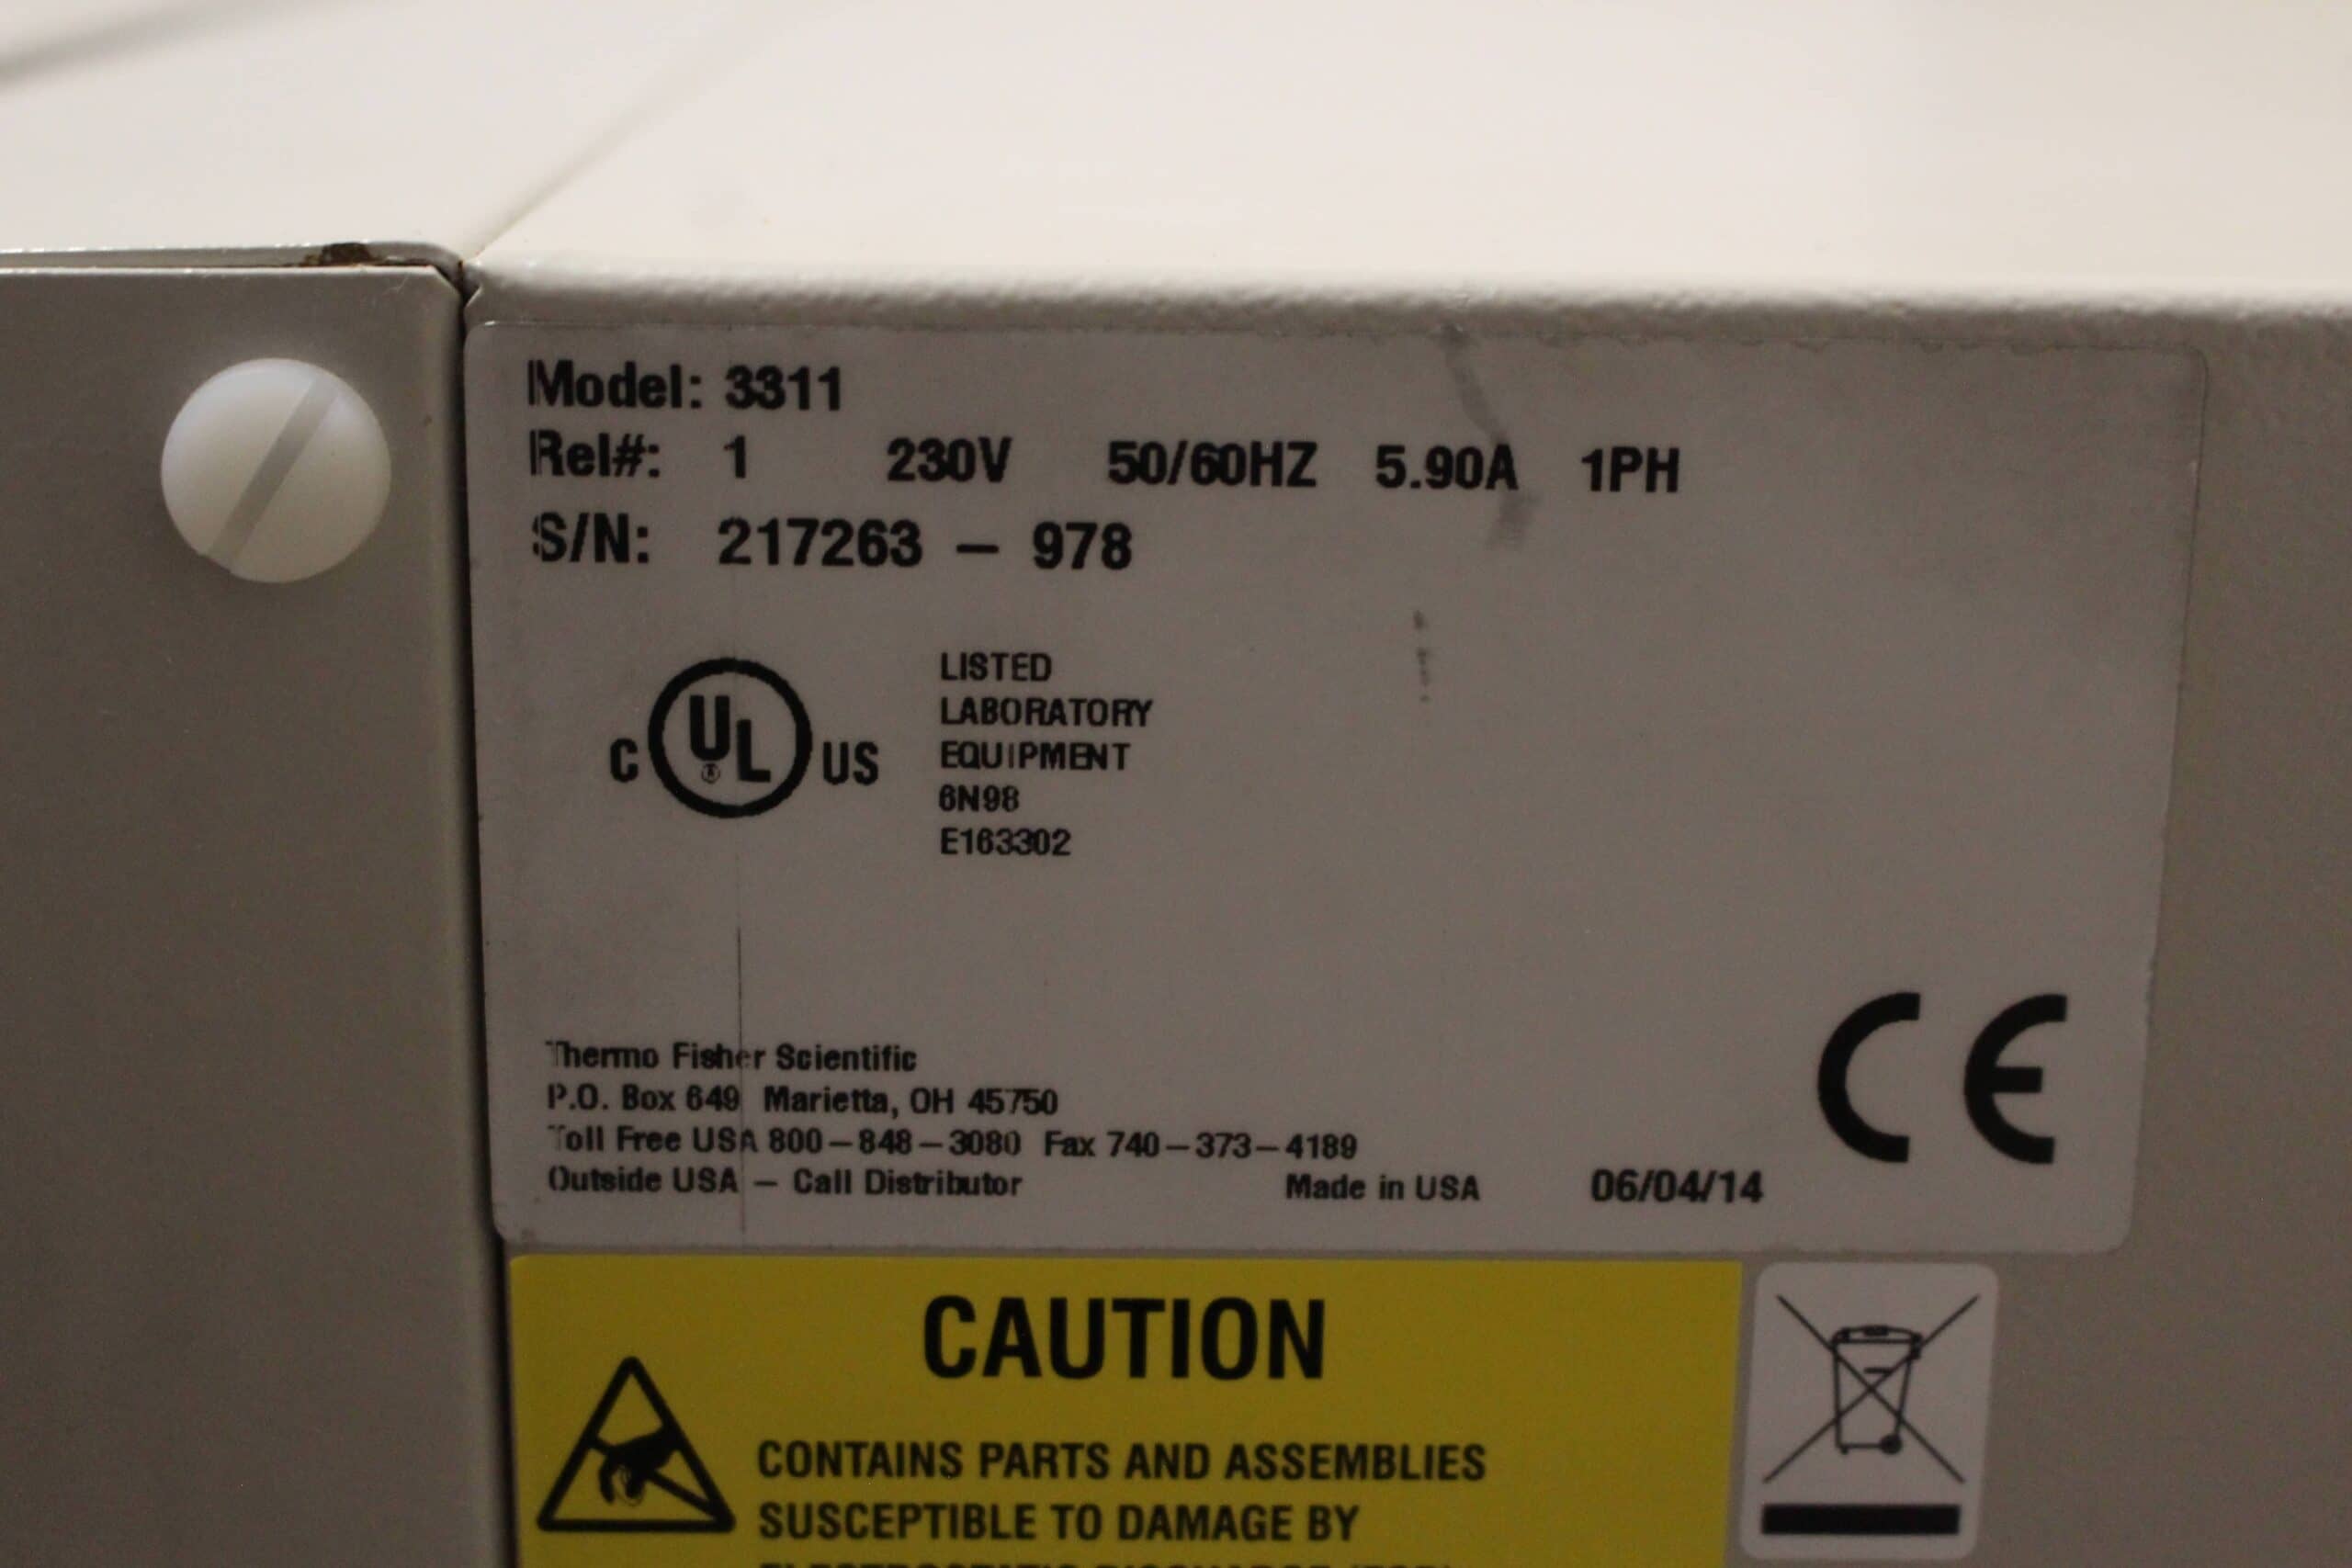 Model: 3311
Rel#: 1 230V 50/60HZ 5.90A 1PH
S/N: 217263 – 978
C UL® US
LISTED
LABORATORY
EQUIPMENT
6N98
E163302
Thermo Fisher Scientific
P.O. Box 649 Marietta, OH 45750
Toll Free USA 800–848–3080 Fax 740–373–4189
Outside USA – Call Distributor Made in USA 06/04/14
CE
CAUTION
CONTAINS PARTS AND ASSEMBLIES
SUSCEPTIBLE TO DAMAGE BY